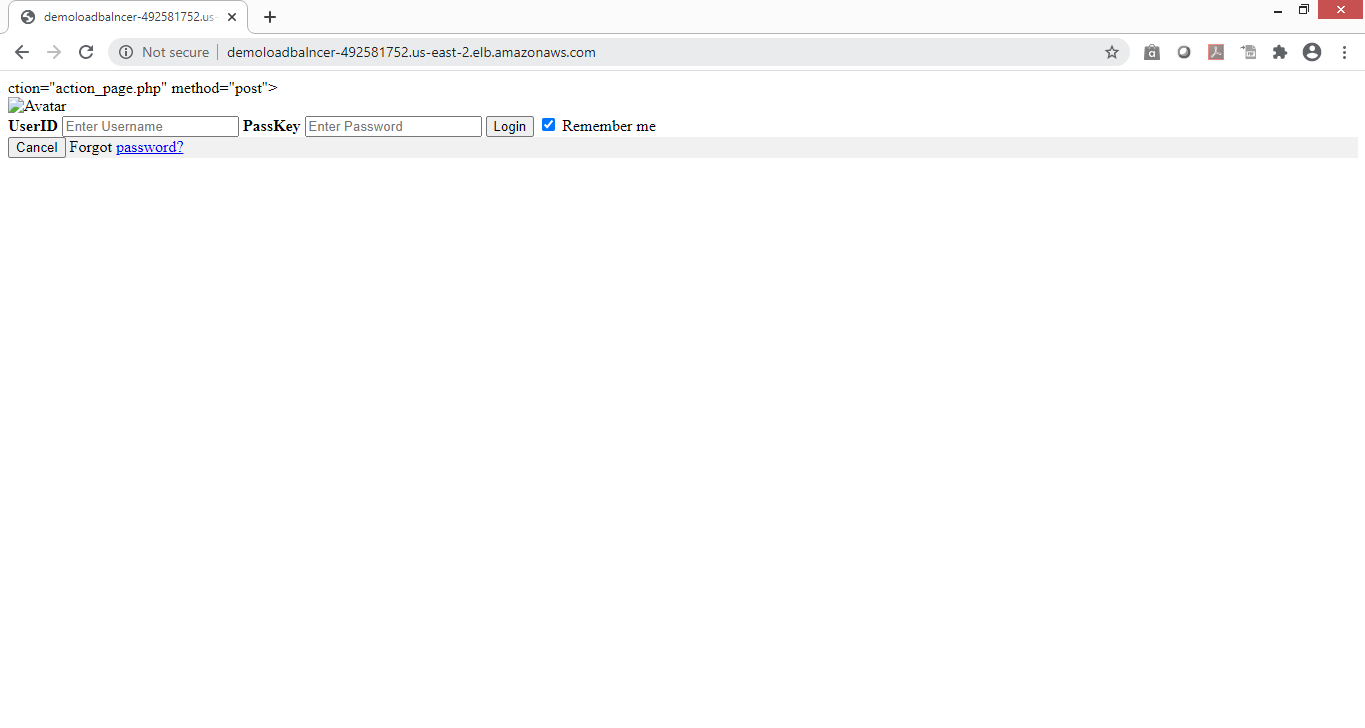 demoloadbalncer-492581752.us-
Not secure demoloadbalncer-492581752.us-east-2.elb.amazonaws.com
ction="action_page.php" method="post">
Avatar
UserID Enter Username PassKey Enter Password Login Remember me
Cancel Forgot password?